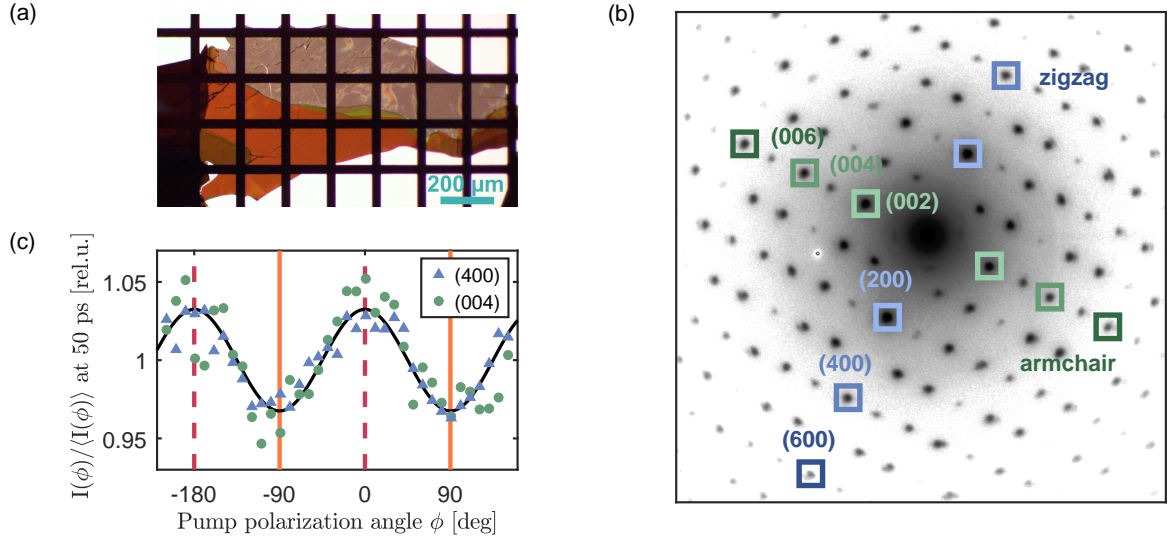 (a)
200 µm
(b)
zigzag
(006)
(004)
(002)
(200)
(400)
armchair
(600)
(c)
I(ϕ)/⟨I(ϕ)⟩ at 50 ps [rel.u.]
1.05
1
0.95
(400)
(004)
-180
-90
0
90
Pump polarization angle ϕ [deg]